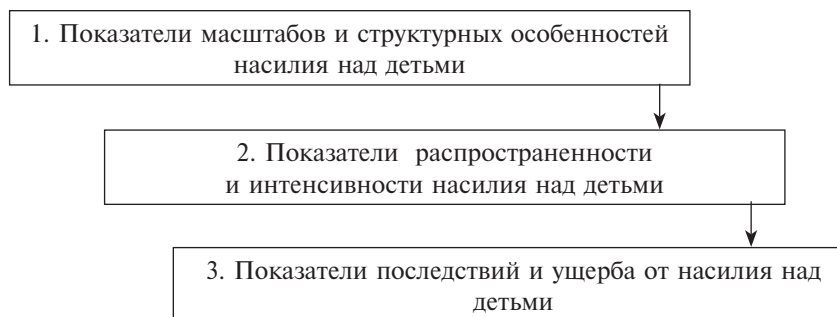 1. Показатели масштабов и структурных особенностей
насилия над детьми
2. Показатели распространенности
и интенсивности насилия над детьми
3. Показатели последствий и ущерба от насилия над
детьми